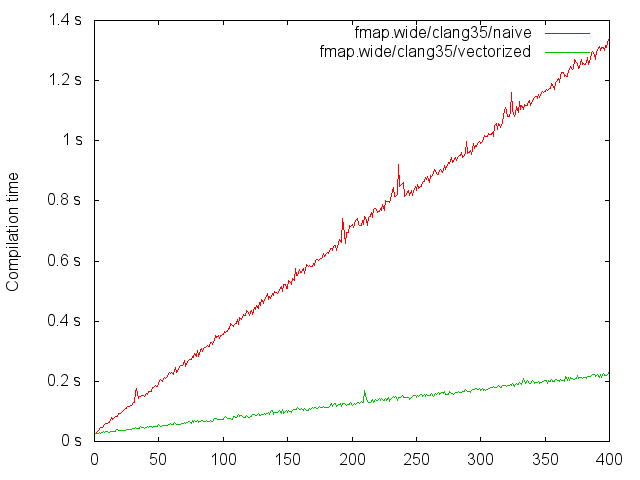 1.4 s
fmap.wide/clang35/naive
fmap.wide/clang35/vectorized
1.2 s
1 s
0.8 s
Compilation time
0.6 s
0.4 s
0.2 s
0 s
0 50 100 150 200 250 300 350 400